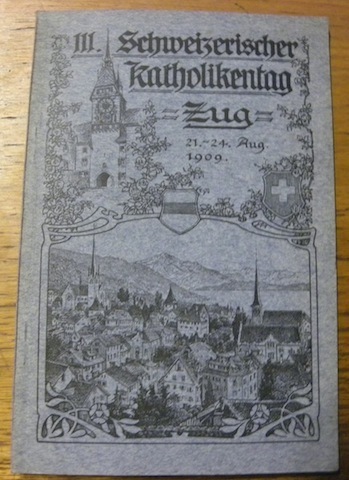 III. Schweizerischer
Katholikentag
=Zug=
21.-24. Aug.
1909.